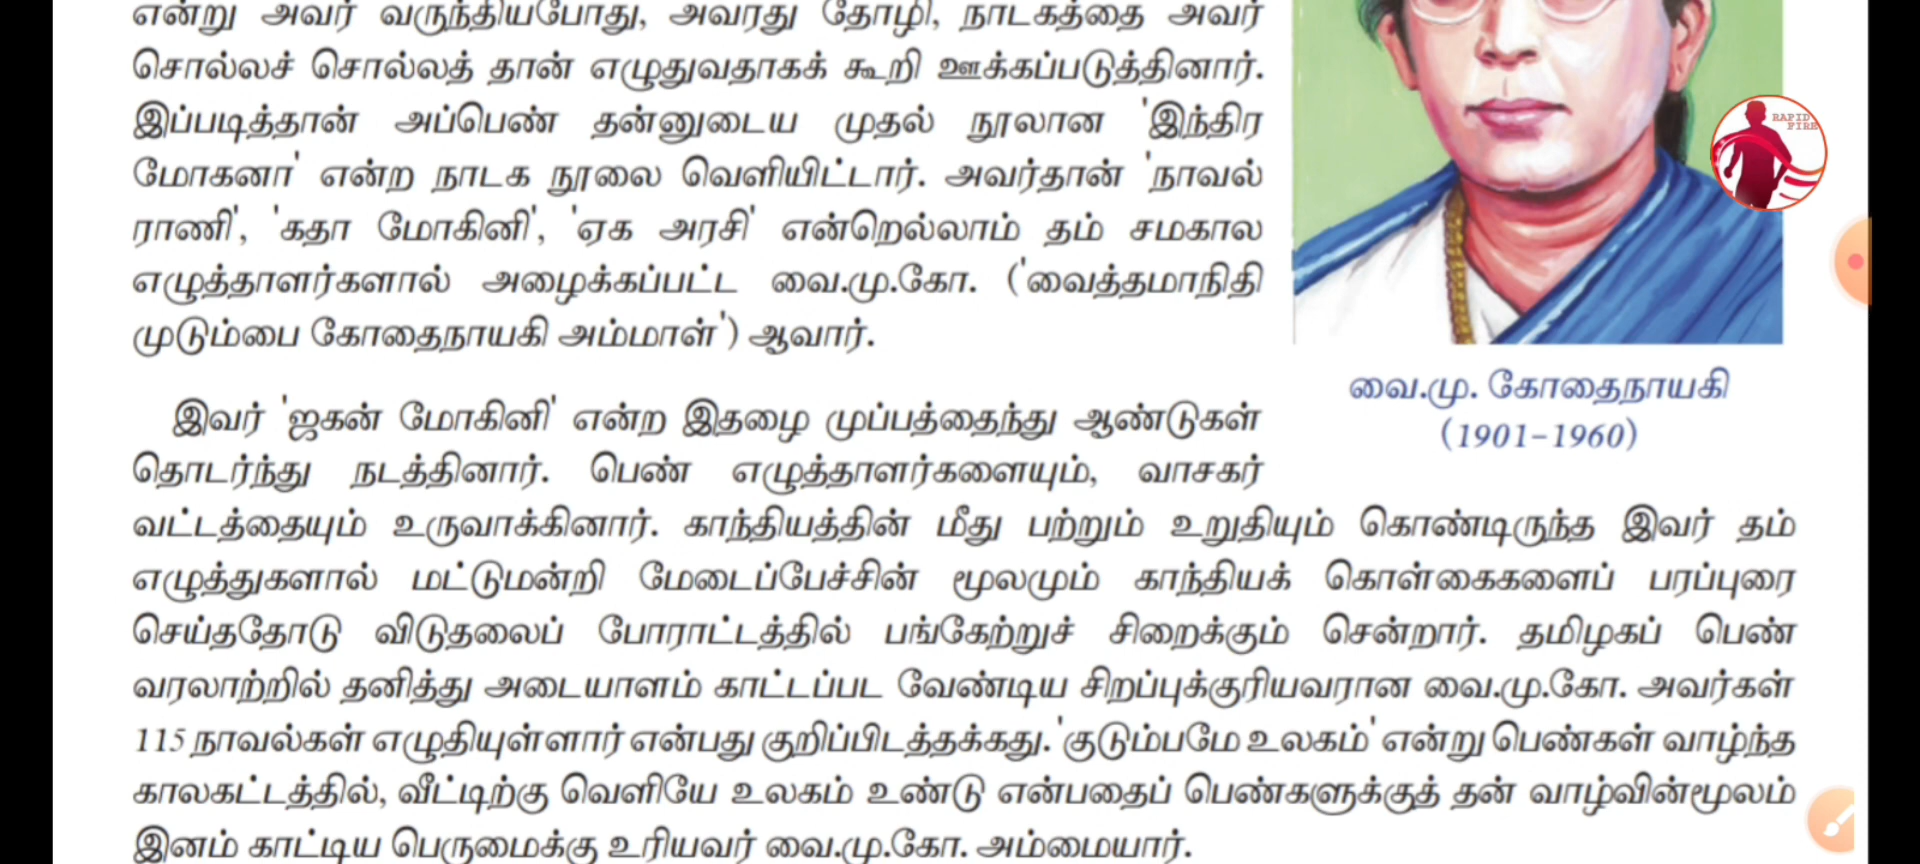 என்று அவர் வருந்தியபோது, அவரது தோழி, நாடகத்தை அவர்
சொல்லச் சொல்லத் தான் எழுதுவதாகக் கூறி ஊக்கப்படுத்தினார்.
இப்படித்தான் அப்பெண் தன்னுடைய முதல் நூலான 'இந்திர
மோகனா' என்ற நாடக நூலை வெளியிட்டார். அவர்தான் 'நாவல்
ராணி', 'கதா மோகினி', 'ஏக அரசி' என்றெல்லாம் தம் சமகால
எழுத்தாளர்களால் அழைக்கப்பட்ட வை.மு.கோ. ('வைத்தமாநிதி
முடும்பை கோதைநாயகி அம்மாள்') ஆவார்.
RAPID
FIRE
வை.மு. கோதைநாயகி
(1901-1960)
இவர் 'ஜகன் மோகினி' என்ற இதழை முப்பத்தைந்து ஆண்டுகள்
தொடர்ந்து நடத்தினார். பெண் எழுத்தாளர்களையும், வாசகர்
வட்டத்தையும் உருவாக்கினார். காந்தியத்தின் மீது பற்றும் உறுதியும் கொண்டிருந்த இவர் தம்
எழுத்துகளால் மட்டுமன்றி மேடைப்பேச்சின் மூலமும் காந்தியக் கொள்கைகளைப் பரப்புரை
செய்ததோடு விடுதலைப் போராட்டத்தில் பங்கேற்றுச் சிறைக்கும் சென்றார். தமிழகப் பெண்
வரலாற்றில் தனித்து அடையாளம் காட்டப்பட வேண்டிய சிறப்புக்குரியவரான வை.மு.கோ. அவர்கள்
115 நாவல்கள் எழுதியுள்ளார் என்பது குறிப்பிடத்தக்கது. 'குடும்பமே உலகம்' என்று பெண்கள் வாழ்ந்த
காலகட்டத்தில், வீட்டிற்கு வெளியே உலகம் உண்டு என்பதைப் பெண்களுக்குத் தன் வாழ்வின்மூலம்
இனம் காட்டிய பெருமைக்கு உரியவர் வை.மு.கோ. அம்மையார்.